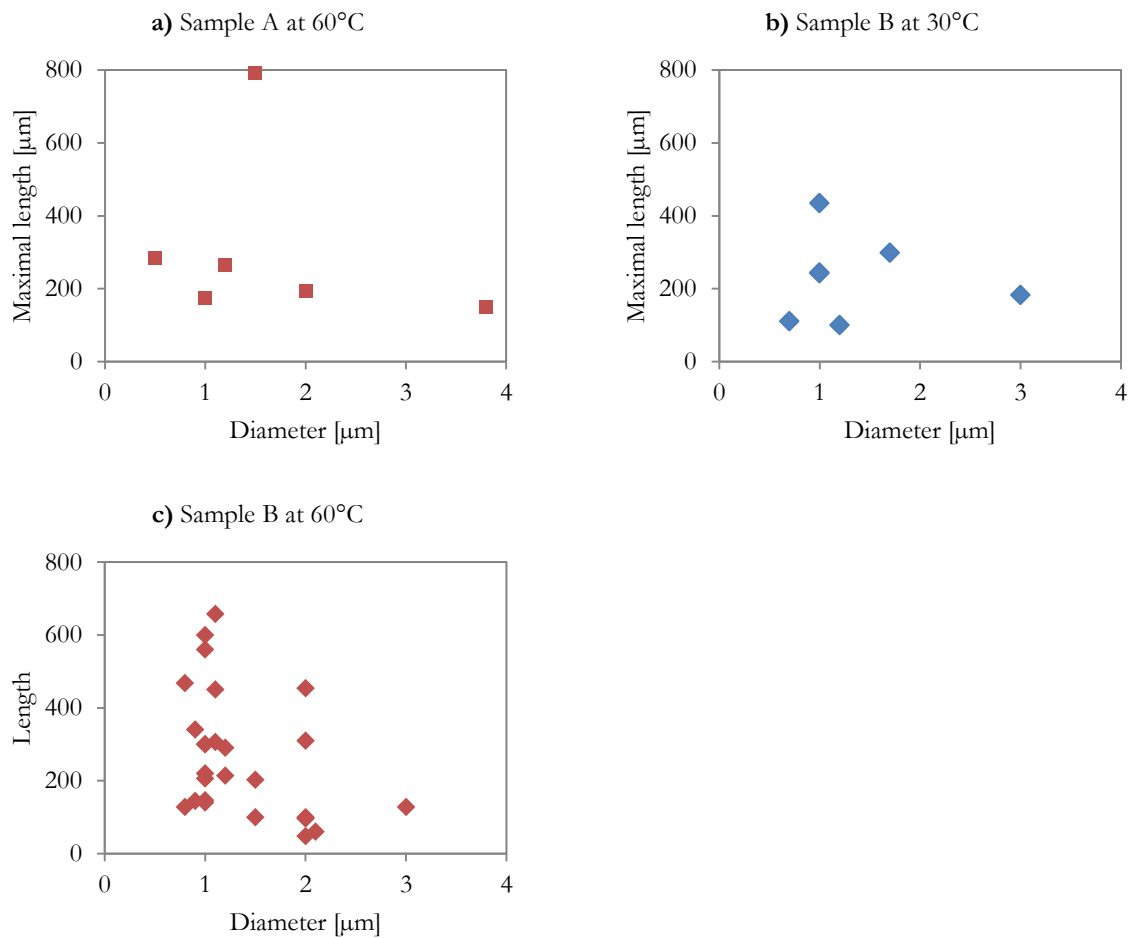 a) Sample A at 60°C
800
600
400
200
0
0 1 2 3 4
Maximal length [μm]
Diameter [μm]
b) Sample B at 30°C
800
600
400
200
0
0 1 2 3 4
Maximal length [μm]
Diameter [μm]
c) Sample B at 60°C
800
600
400
200
0
0 1 2 3 4
Length
Diameter [μm]